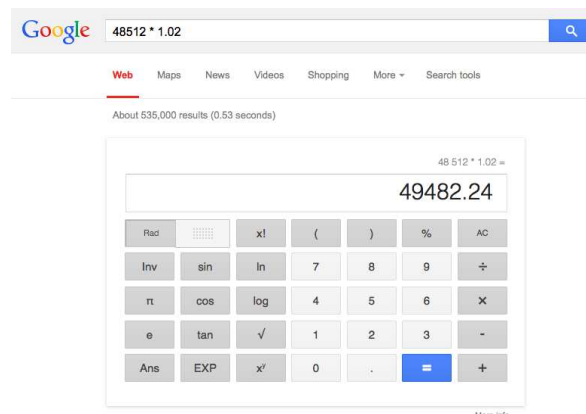 Google 48512 * 1.02
Web Maps News Videos Shopping More Search tools
About 535,000 results (0.53 seconds)
48 512 * 1.02 =
49482.24
Rad x! ( ) % AC
Inv sin ln 7 8 9 ÷
π cos log 4 5 6 ×
e tan √ 1 2 3 -
Ans EXP xʸ 0 . = +
More info